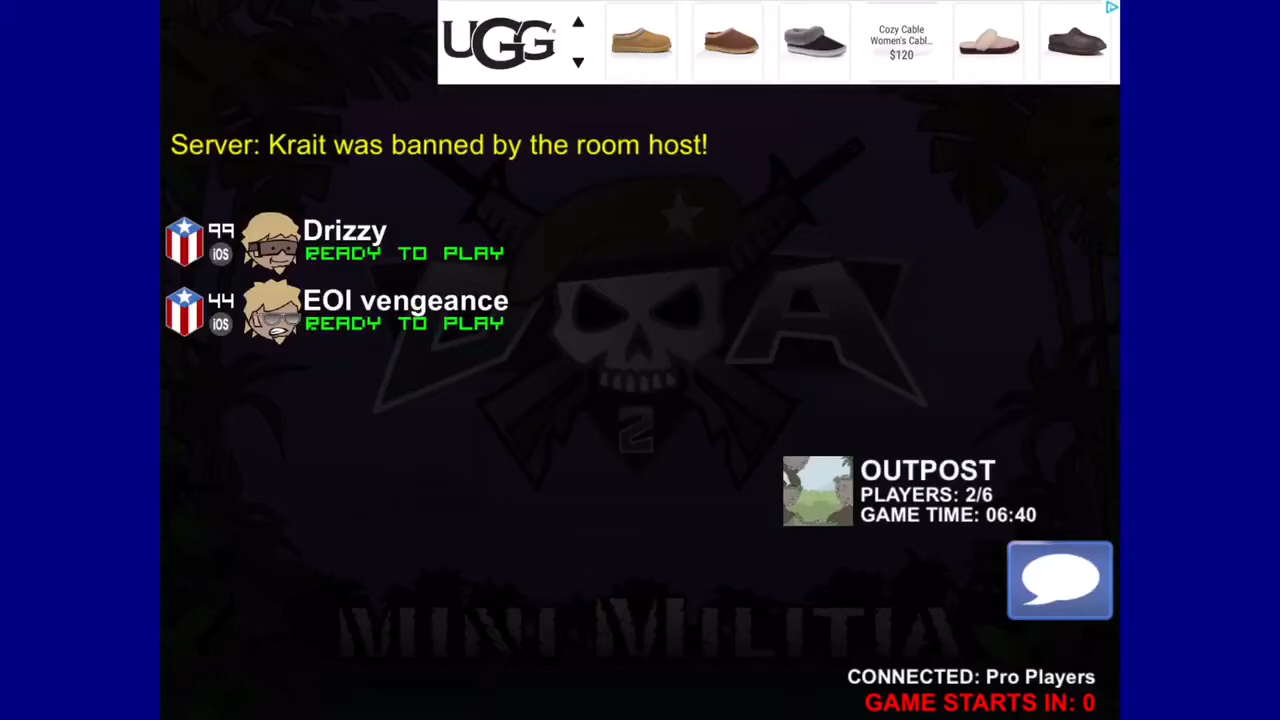 UGG
Cozy Cable
Women's Cabl...
$120
Server: Krait was banned by the room host!
99
iOS
Drizzy
READY TO PLAY
44
iOS
EOI vengeance
READY TO PLAY
D A
2
OUTPOST
PLAYERS: 2/6
GAME TIME: 06:40
MINI MILITIA
CONNECTED: Pro Players
GAME STARTS IN: 0